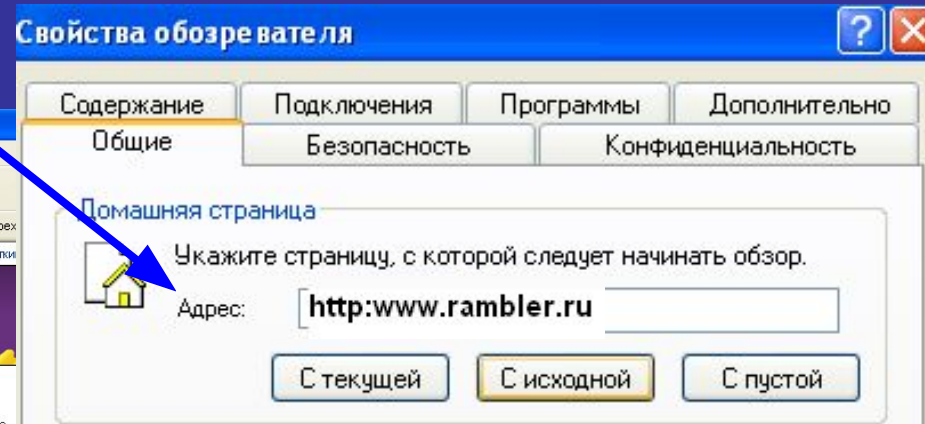 Свойства обозревателя
Содержание Подключения Программы Дополнительно
Общие Безопасность Конфиденциальность
Домашняя страница
Укажите страницу, с которой следует начинать обзор.
Адрес: http:www.rambler.ru
С текущей С исходной С пустой